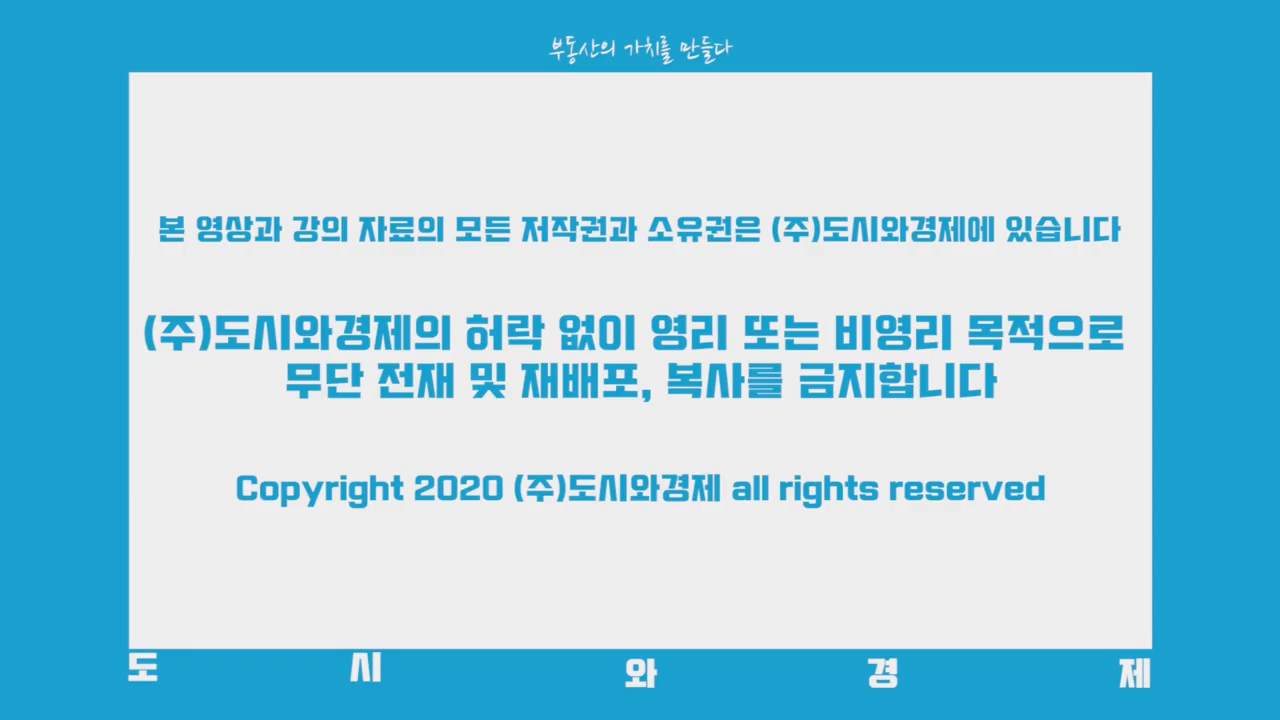 부동산의 가치를 만들다
본 영상과 강의 자료의 모든 저작권과 소유권은 (주)도시와경제에 있습니다
(주)도시와경제의 허락 없이 영리 또는 비영리 목적으로
무단 전재 및 재배포, 복사를 금지합니다
Copyright 2020 (주)도시와경제 all rights reserved
도 시 와 경 제